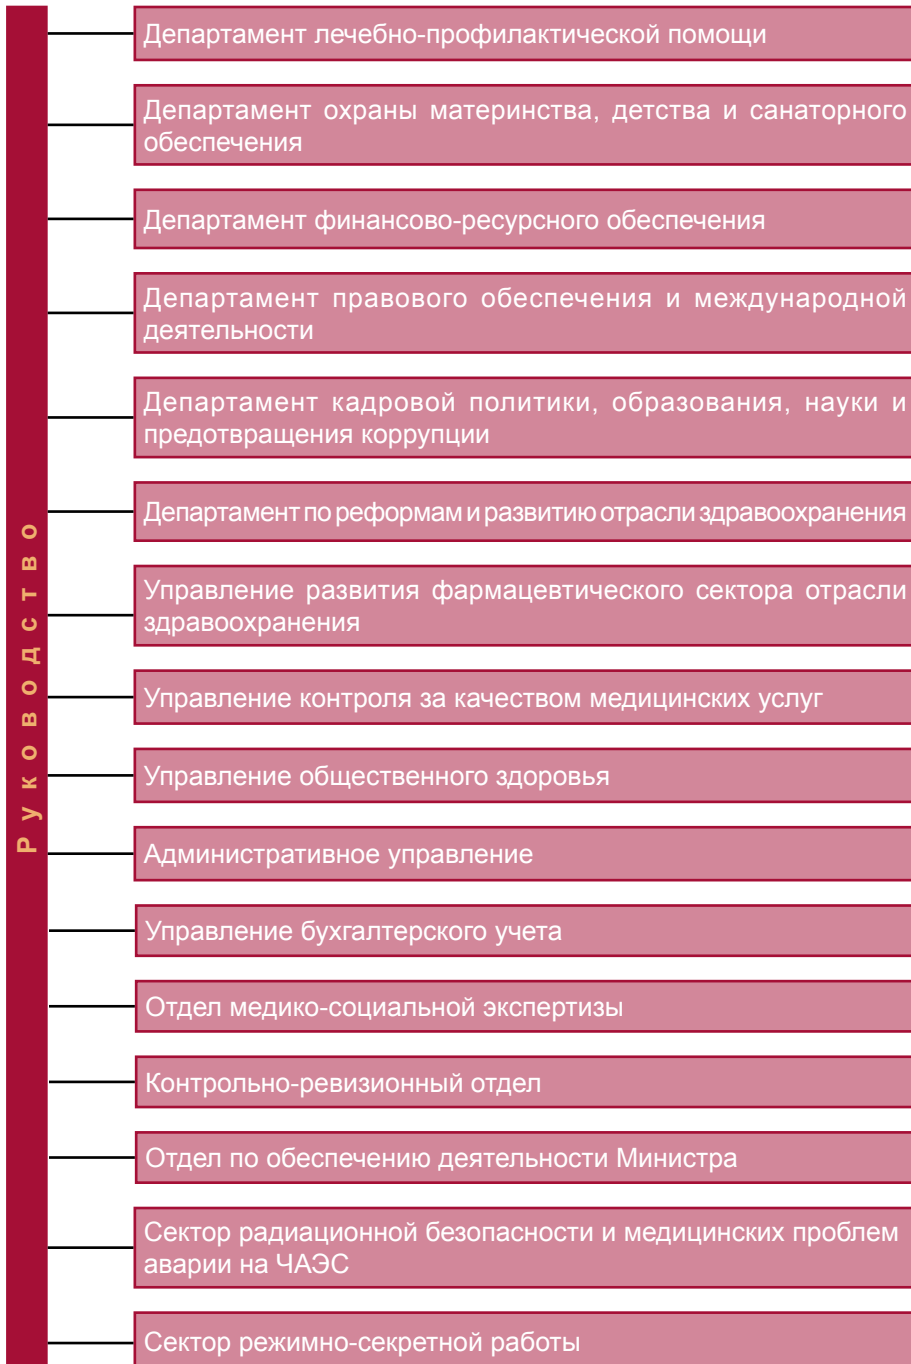 Руководство
Департамент лечебно-профилактической помощи
Департамент охраны материнства, детства и санаторного
обеспечения
Департамент финансово-ресурсного обеспечения
Департамент правового обеспечения и международной
деятельности
Департамент кадровой политики, образования, науки и
предотвращения коррупции
Департамент по реформам и развитию отрасли здравоохранения
Управление развития фармацевтического сектора отрасли
здравоохранения
Управление контроля за качеством медицинских услуг
Управление общественного здоровья
Административное управление
Управление бухгалтерского учета
Отдел медико-социальной экспертизы
Контрольно-ревизионный отдел
Отдел по обеспечению деятельности Министра
Сектор радиационной безопасности и медицинских проблем
аварии на ЧАЭС
Сектор режимно-секретной работы